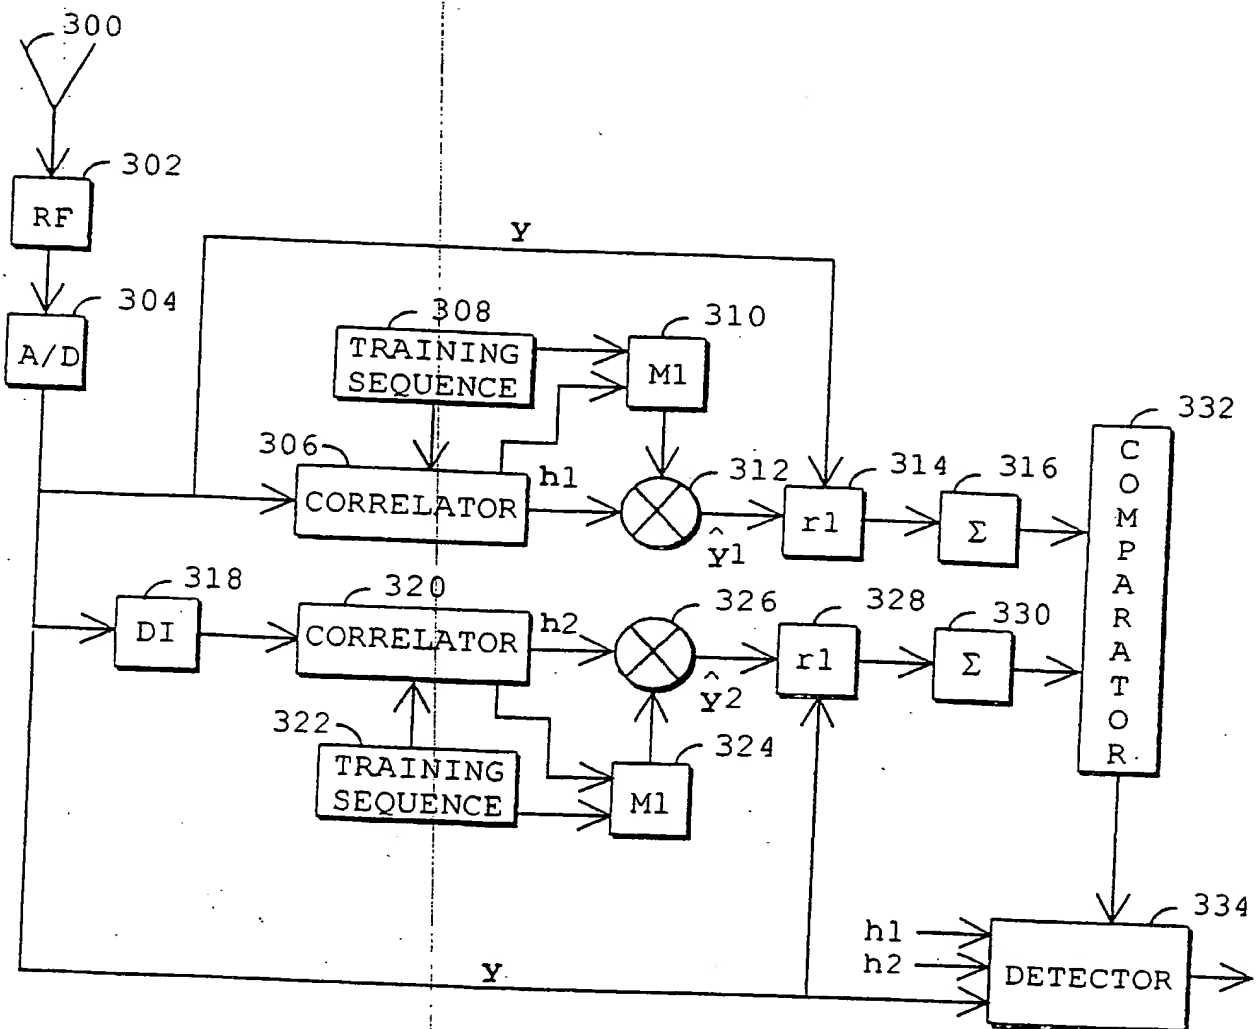 300
302
RF
304
A/D
y
308
TRAINING
SEQUENCE
310
M1
332
COMPARATOR
306
CORRELATOR
h1
312
ŷ1
314
r1
316
Σ
318
DI
320
CORRELATOR
h2
326
ŷ2
328
r1
330
Σ
322
TRAINING
SEQUENCE
324
M1
y
h1
h2
334
DETECTOR